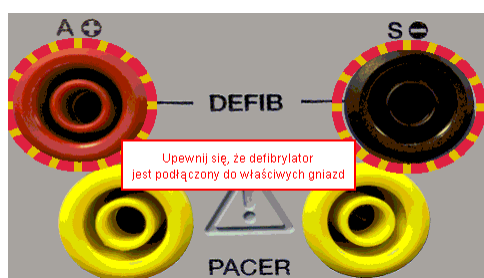 A + S -
DEFIB
Upewnij się, że defibrylator
jest podłączony do właściwych gniazd
PACER